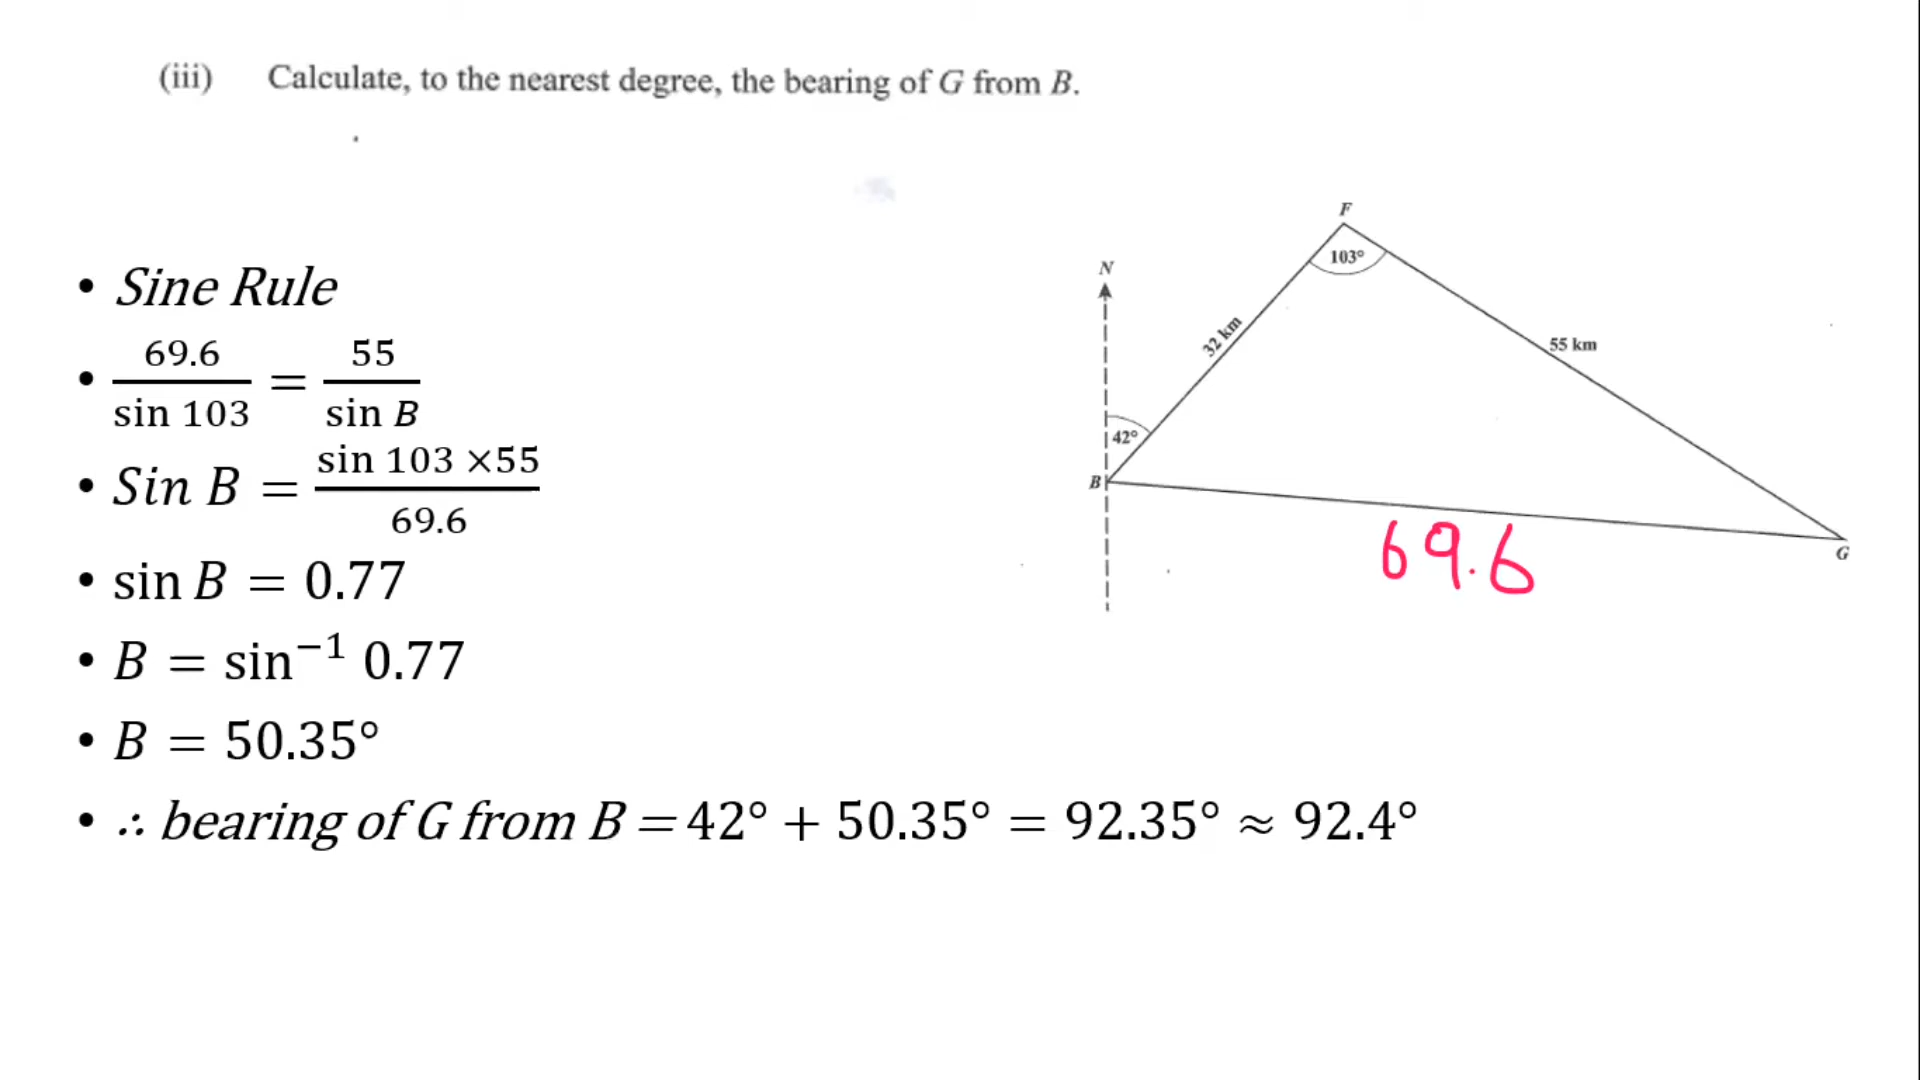 (iii) Calculate, to the nearest degree, the bearing of G from B.
• Sine Rule
• 69.6/sin 103 = 55/sin B
• Sin B = sin 103 ×55/69.6
• sin B = 0.77
• B = sin⁻¹ 0.77
• B = 50.35°
• ∴ bearing of G from B = 42° + 50.35° = 92.35° ≈ 92.4°
F
103°
N
32 km
55 km
42°
B
G
69.6